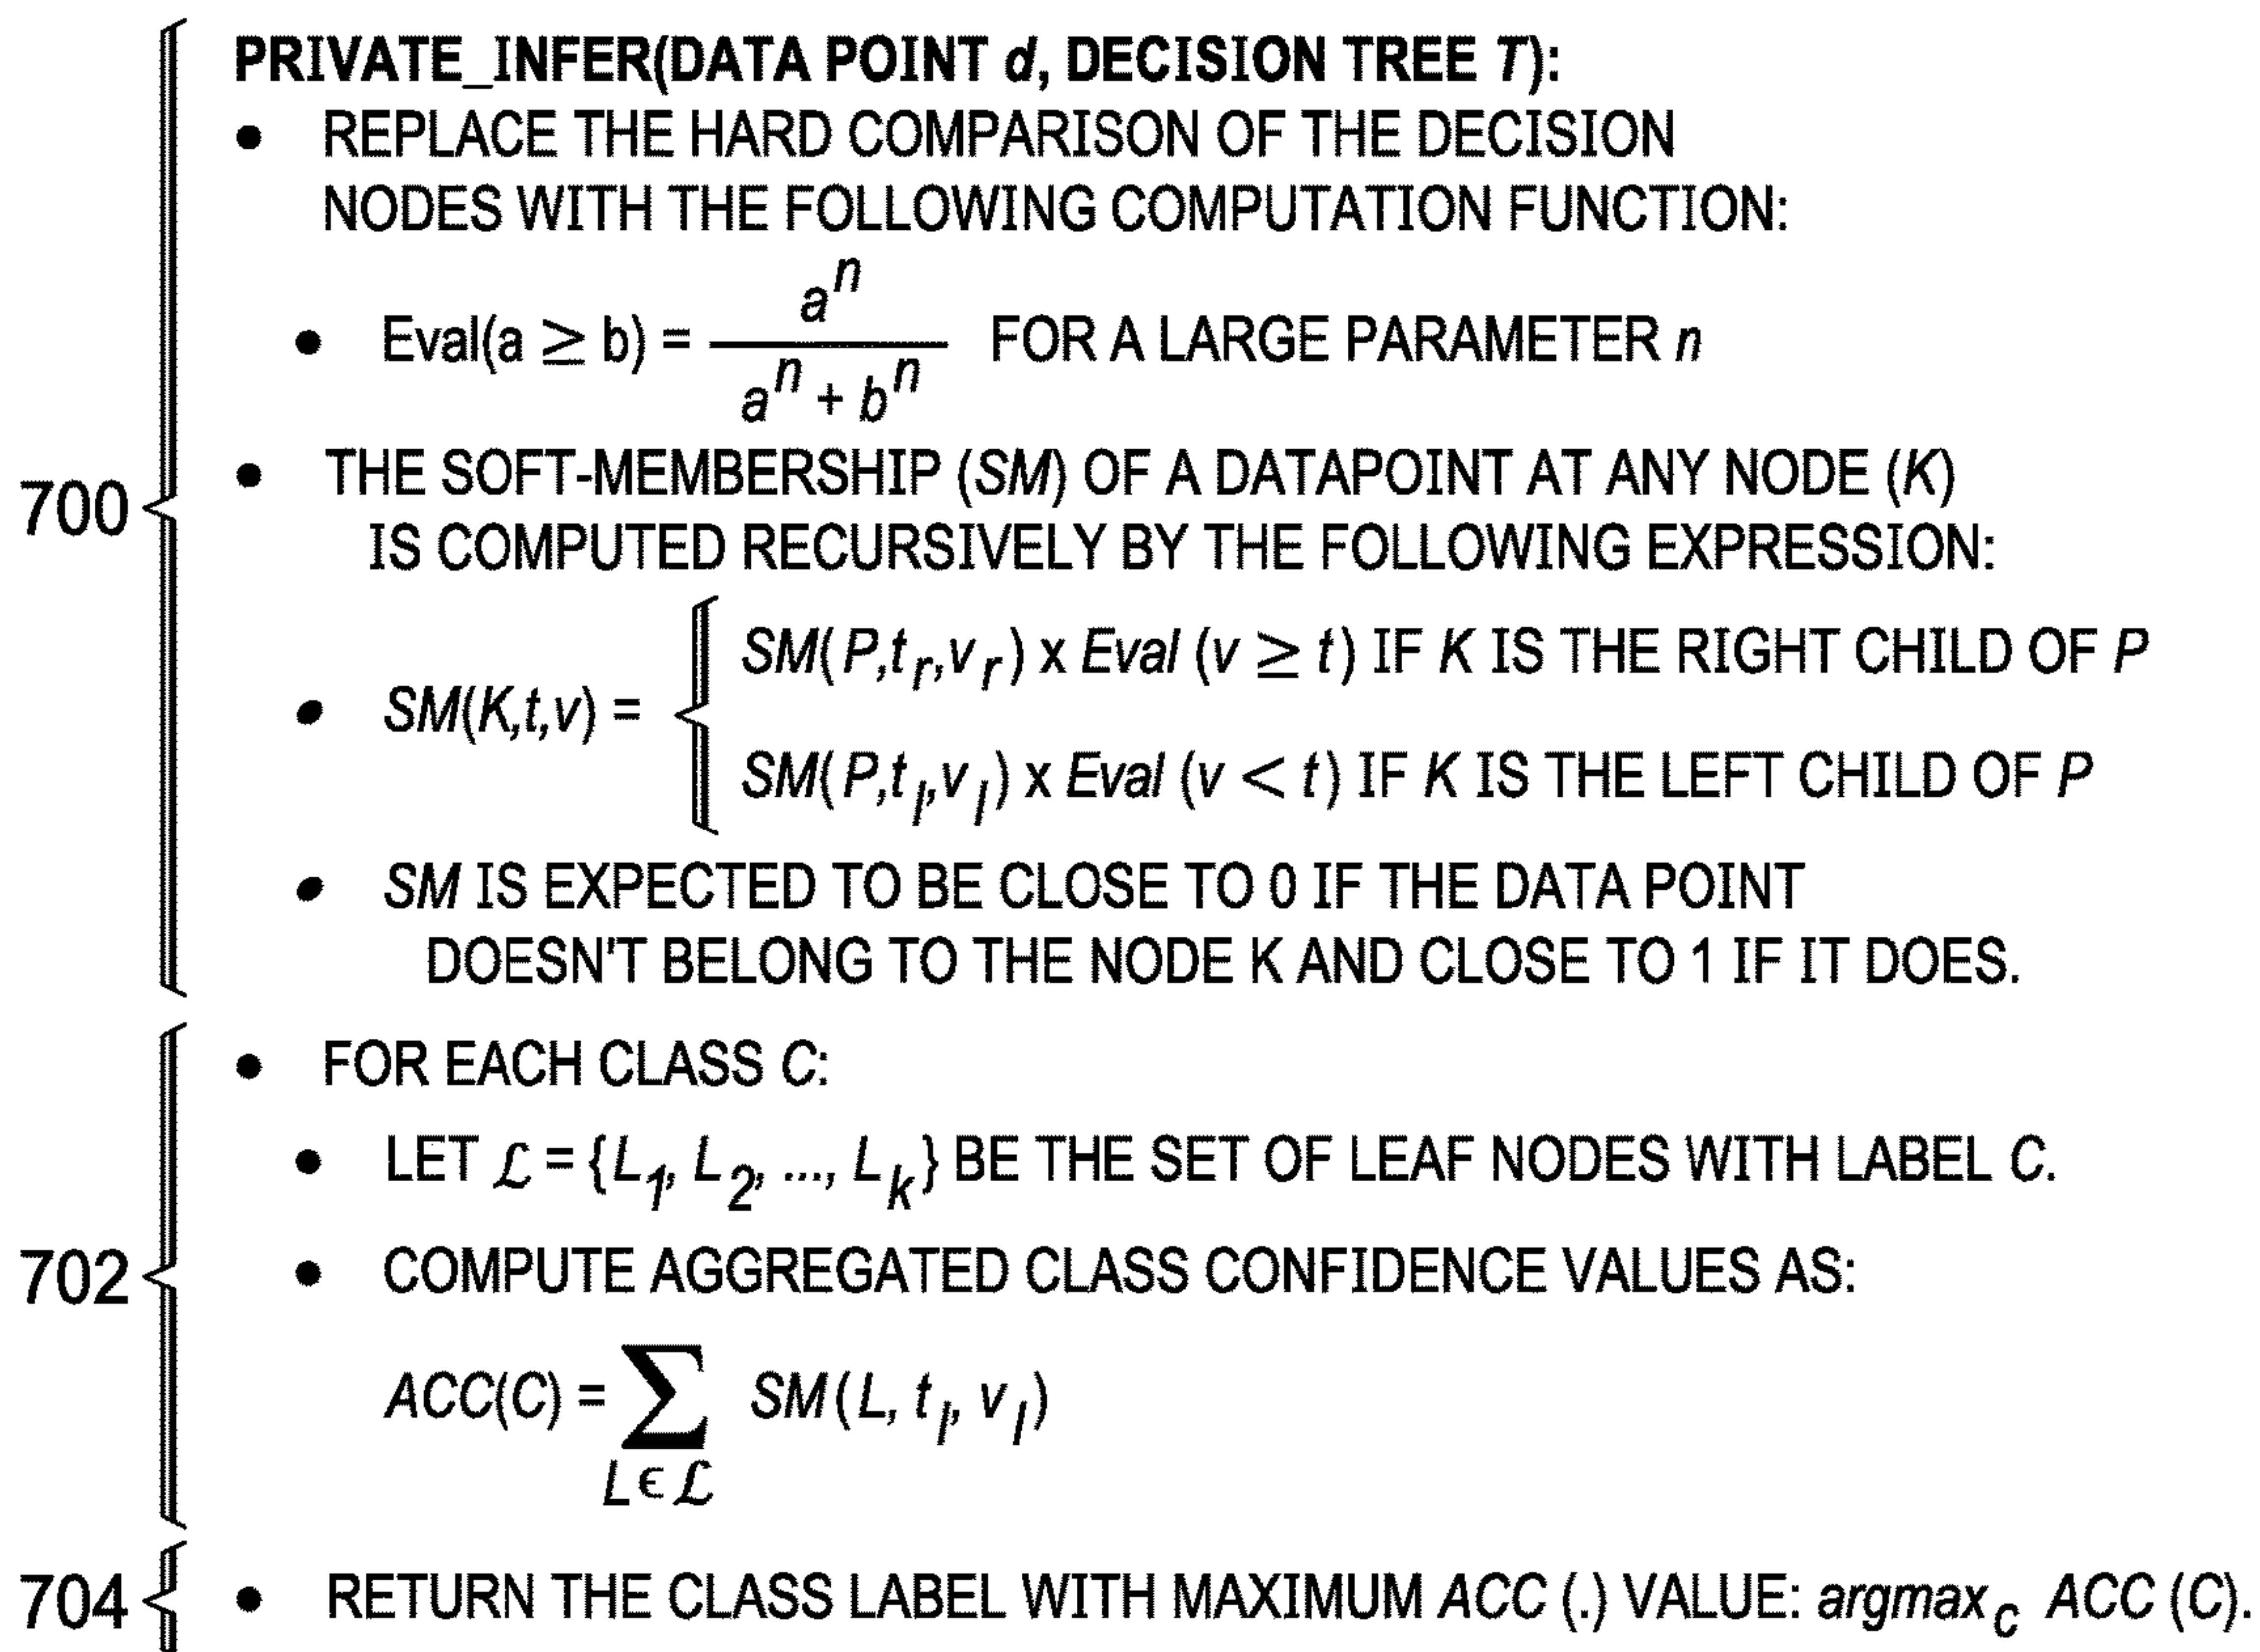 PRIVATE_INFER(DATA POINT d, DECISION TREE T):
• REPLACE THE HARD COMPARISON OF THE DECISION
NODES WITH THE FOLLOWING COMPUTATION FUNCTION:
• Eval(a ≥ b) = a^n / (a^n + b^n) FOR A LARGE PARAMETER n
700
• THE SOFT-MEMBERSHIP (SM) OF A DATAPOINT AT ANY NODE (K)
IS COMPUTED RECURSIVELY BY THE FOLLOWING EXPRESSION:
• SM(K,t,v) = {
SM(P,t_r,v_r) x Eval (v ≥ t) IF K IS THE RIGHT CHILD OF P
SM(P,t_l,v_l) x Eval (v < t) IF K IS THE LEFT CHILD OF P
• SM IS EXPECTED TO BE CLOSE TO 0 IF THE DATA POINT
DOESN'T BELONG TO THE NODE K AND CLOSE TO 1 IF IT DOES.
702
• FOR EACH CLASS C:
• LET ℒ = {L_1, L_2, ..., L_k} BE THE SET OF LEAF NODES WITH LABEL C.
• COMPUTE AGGREGATED CLASS CONFIDENCE VALUES AS:
ACC(C) = ∑ SM(L, t_l, v_l)
L ϵ ℒ
704 • RETURN THE CLASS LABEL WITH MAXIMUM ACC (.) VALUE: argmax_c ACC (C).